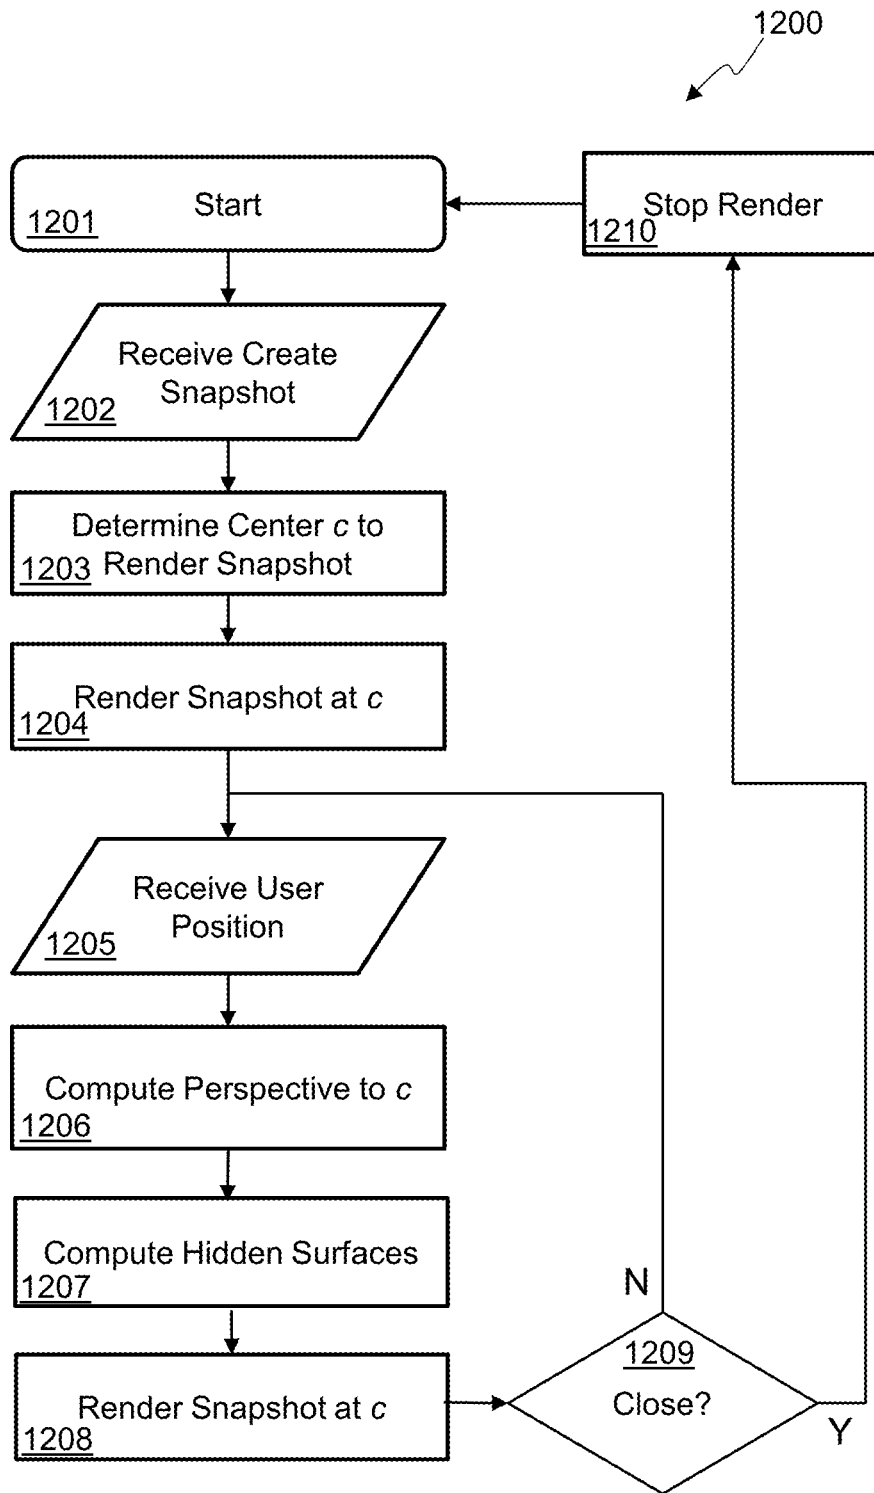 1200
Start
1201
Stop Render
1210
Receive Create
Snapshot
1202
Determine Center c to
Render Snapshot
1203
Render Snapshot at c
1204
Receive User
Position
1205
Compute Perspective to c
1206
Compute Hidden Surfaces
1207
N
1209
Close?
Y
Render Snapshot at c
1208